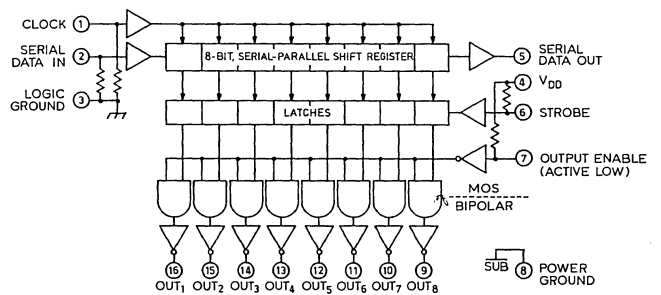 CLOCK 1
SERIAL
DATA IN 2
LOGIC
GROUND 3
8-BIT, SERIAL-PARALLEL SHIFT REGISTER
5 SERIAL
DATA OUT
4 VDD
LATCHES
6 STROBE
7 OUTPUT ENABLE
(ACTIVE LOW)
MOS
BIPOLAR
16 15 14 13 12 11 10 9
OUT1 OUT2 OUT3 OUT4 OUT5 OUT6 OUT7 OUT8
SUB 8 POWER
GROUND